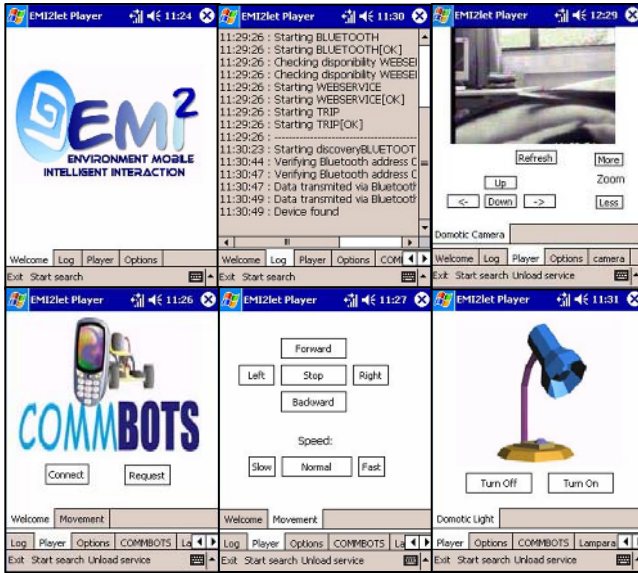 EMI2let Player 11:24
EMI²
ENVIRONMENT MOBILE
INTELLIGENT INTERACTION
Welcome Log Player Options
Exit Start search
EMI2let Player 11:30
11:29:26 : Starting BLUETOOTH
11:29:26 : Starting BLUETOOTH[OK]
11:29:26 : Checking disponibility WEBSEI
11:29:26 : Checking disponibility WEBSEI
11:29:26 : Starting WEBSERVICE
11:29:26 : Starting WEBSERVICE[OK]
11:29:26 : Starting TRIP
11:29:26 : Starting TRIP[OK]
11:29:26 : --------------------
11:30:23 : Starting discoveryBLUETOOT
11:30:44 : Verifying Bluetooth address C
11:30:47 : Verifying Bluetooth address C
11:30:47 : Data transmited via Bluetooth
11:30:49 : Data transmited via Bluetooth
11:30:49 : Device found
Welcome Log Player Options COM
Exit Start search
EMI2let Player 12:29
Refresh More
Up Zoom
<- Down -> Less
Domotic Camera
Welcome Log Player Options camera
Exit Start search Unload service
EMI2let Player 11:26
COMMBOTS
Connect Request
Welcome Movement
Log Player Options COMMBOTS La
Exit Start search Unload service
EMI2let Player 11:27
Forward
Left Stop Right
Backward
Speed:
Slow Normal Fast
Welcome Movement
Log Player Options COMMBOTS La
Exit Start search Unload service
EMI2let Player 11:31
Turn Off Turn On
Domotic Light
Player Options COMMBOTS Lampara
Exit Start search Unload service